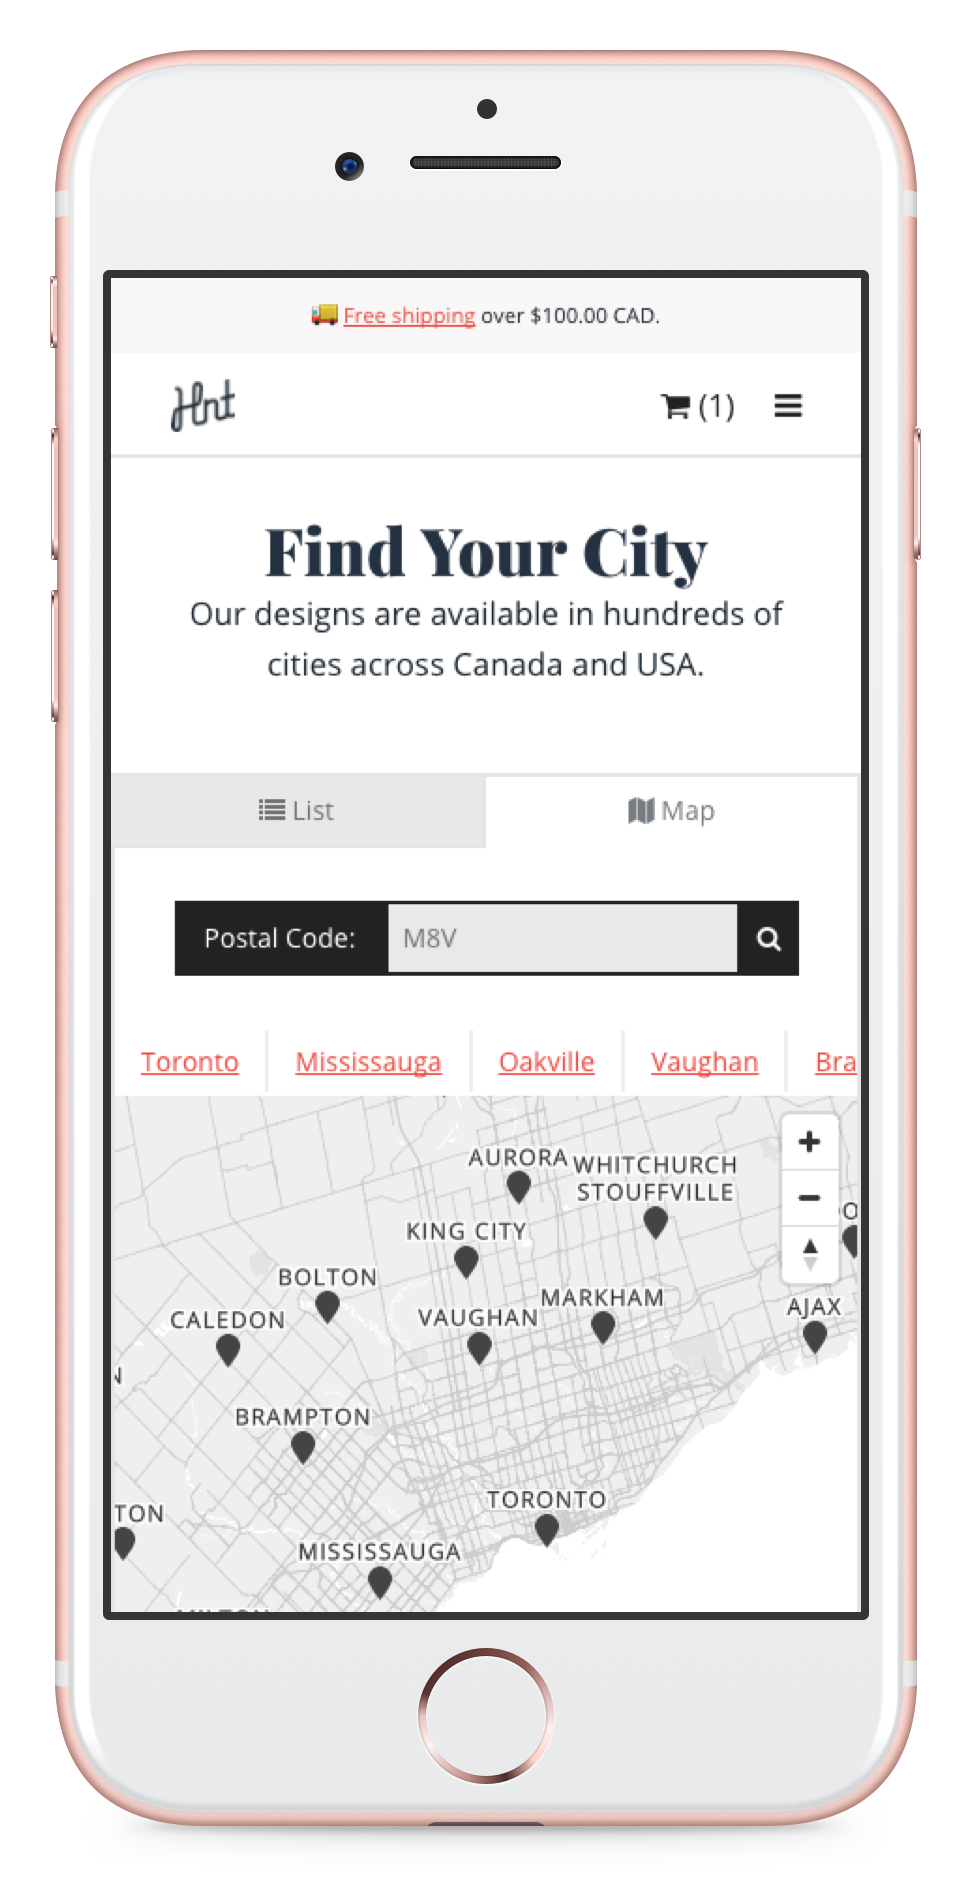 Free shipping over $100.00 CAD.
Hnt
(1)
Find Your City
Our designs are available in hundreds of
cities across Canada and USA.
List
Map
Postal Code: M8V
Toronto Mississauga Oakville Vaughan Bra
AURORA
WHITCHURCH
STOUFFVILLE
KING CITY
BOLTON
MARKHAM
AJAX
VAUGHAN
CALEDON
BRAMPTON
TORONTO
TON
MISSISSAUGA